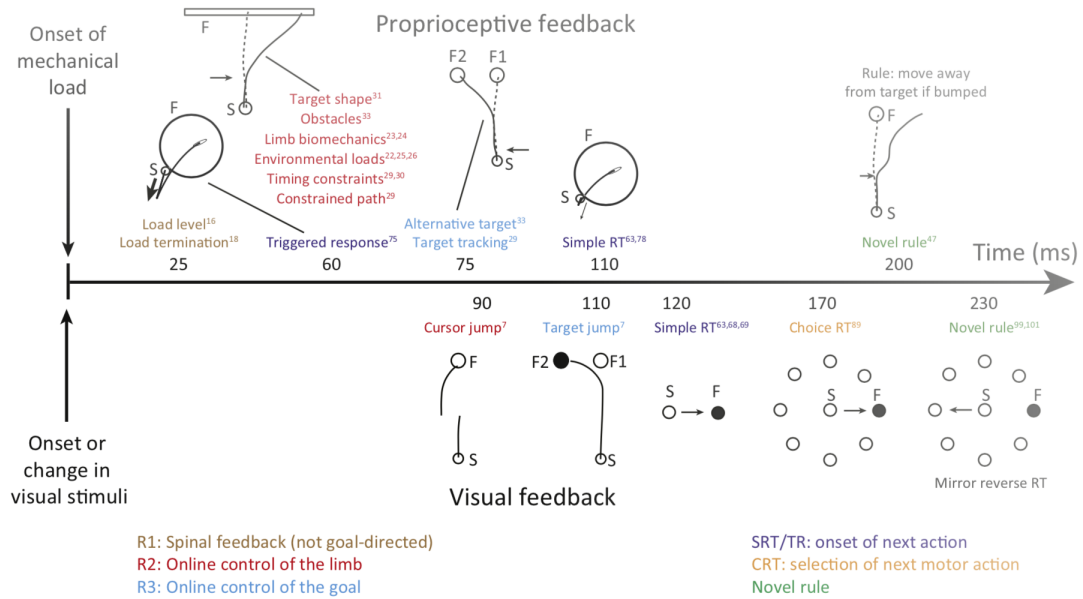 Onset of
mechanical
load
Proprioceptive feedback
F
S
F
S
Target shape31
Obstacles33
Limb biomechanics23,24
Environmental loads22,25,26
Timing constraints29,30
Constrained path29
F2 F1
S
F
S
Rule: move away
from target if bumped
F
S
Load level16
Load termination18
Triggered response75
Alternative target33
Target tracking29
Simple RT63,78
Novel rule47
25 60 75 110 200
Time (ms)
90 110 120 170 230
Cursor jump7 Target jump7 Simple RT63,68,69 Choice RT89 Novel rule99,101
F
S
F2 F1
S
S F
S F
S F
Mirror reverse RT
Onset or
change in
visual stimuli
Visual feedback
R1: Spinal feedback (not goal-directed)
R2: Online control of the limb
R3: Online control of the goal
SRT/TR: onset of next action
CRT: selection of next motor action
Novel rule